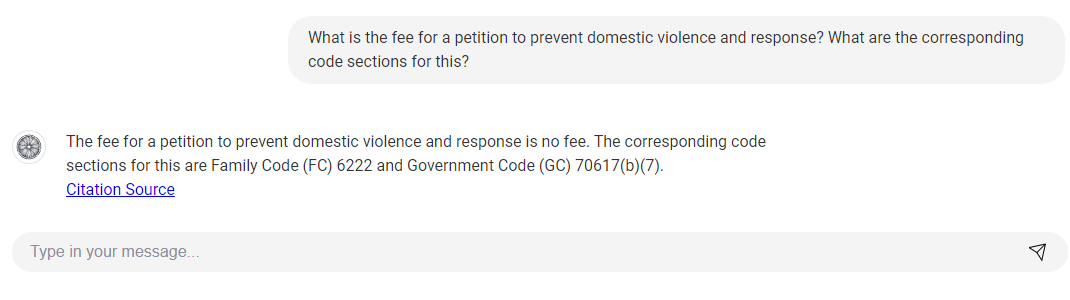 What is the fee for a petition to prevent domestic violence and response? What are the corresponding
code sections for this?
The fee for a petition to prevent domestic violence and response is no fee. The corresponding code
sections for this are Family Code (FC) 6222 and Government Code (GC) 70617(b)(7).
Citation Source
Type in your message...